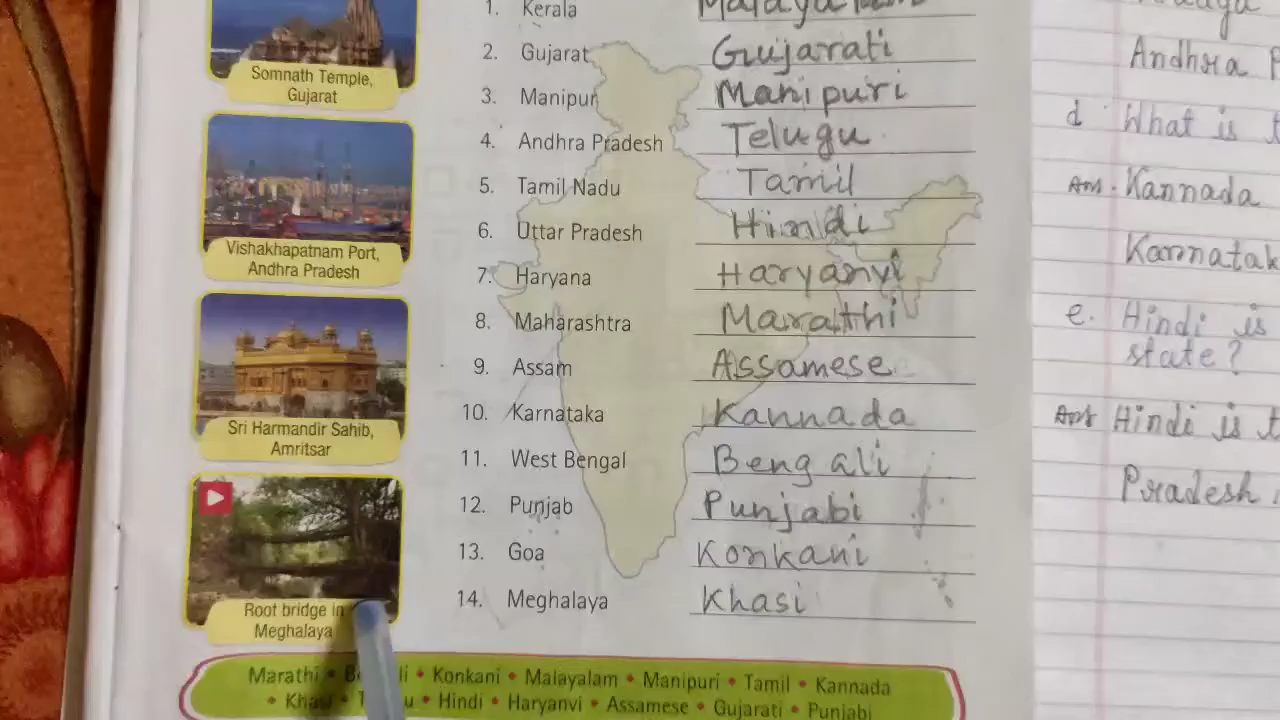 Somnath Temple,
Gujarat
Vishakhapatnam Port,
Andhra Pradesh
Sri Harmandir Sahib,
Amritsar
Root bridge in
Meghalaya
1. Kerala Malayalam
2. Gujarat Gujarati
3. Manipur Manipuri
4. Andhra Pradesh Telugu
5. Tamil Nadu Tamil
6. Uttar Pradesh Hindi
7. Haryana Haryanvi
8. Maharashtra Marathi
9. Assam Assamese
10. Karnataka Kannada
11. West Bengal Bengali
12. Punjab Punjabi
13. Goa Konkani
14. Meghalaya Khasi
Marathi • • Konkani • Malayalam • Manipuri • Tamil • Kannada
• • • Hindi • Haryanvi • Assamese • Gujarati • Punjabi
Andhra P
d. What is t
Ans. Kannada
Karnatak
e. Hindi is
state?
Ans Hindi is t
Pradesh